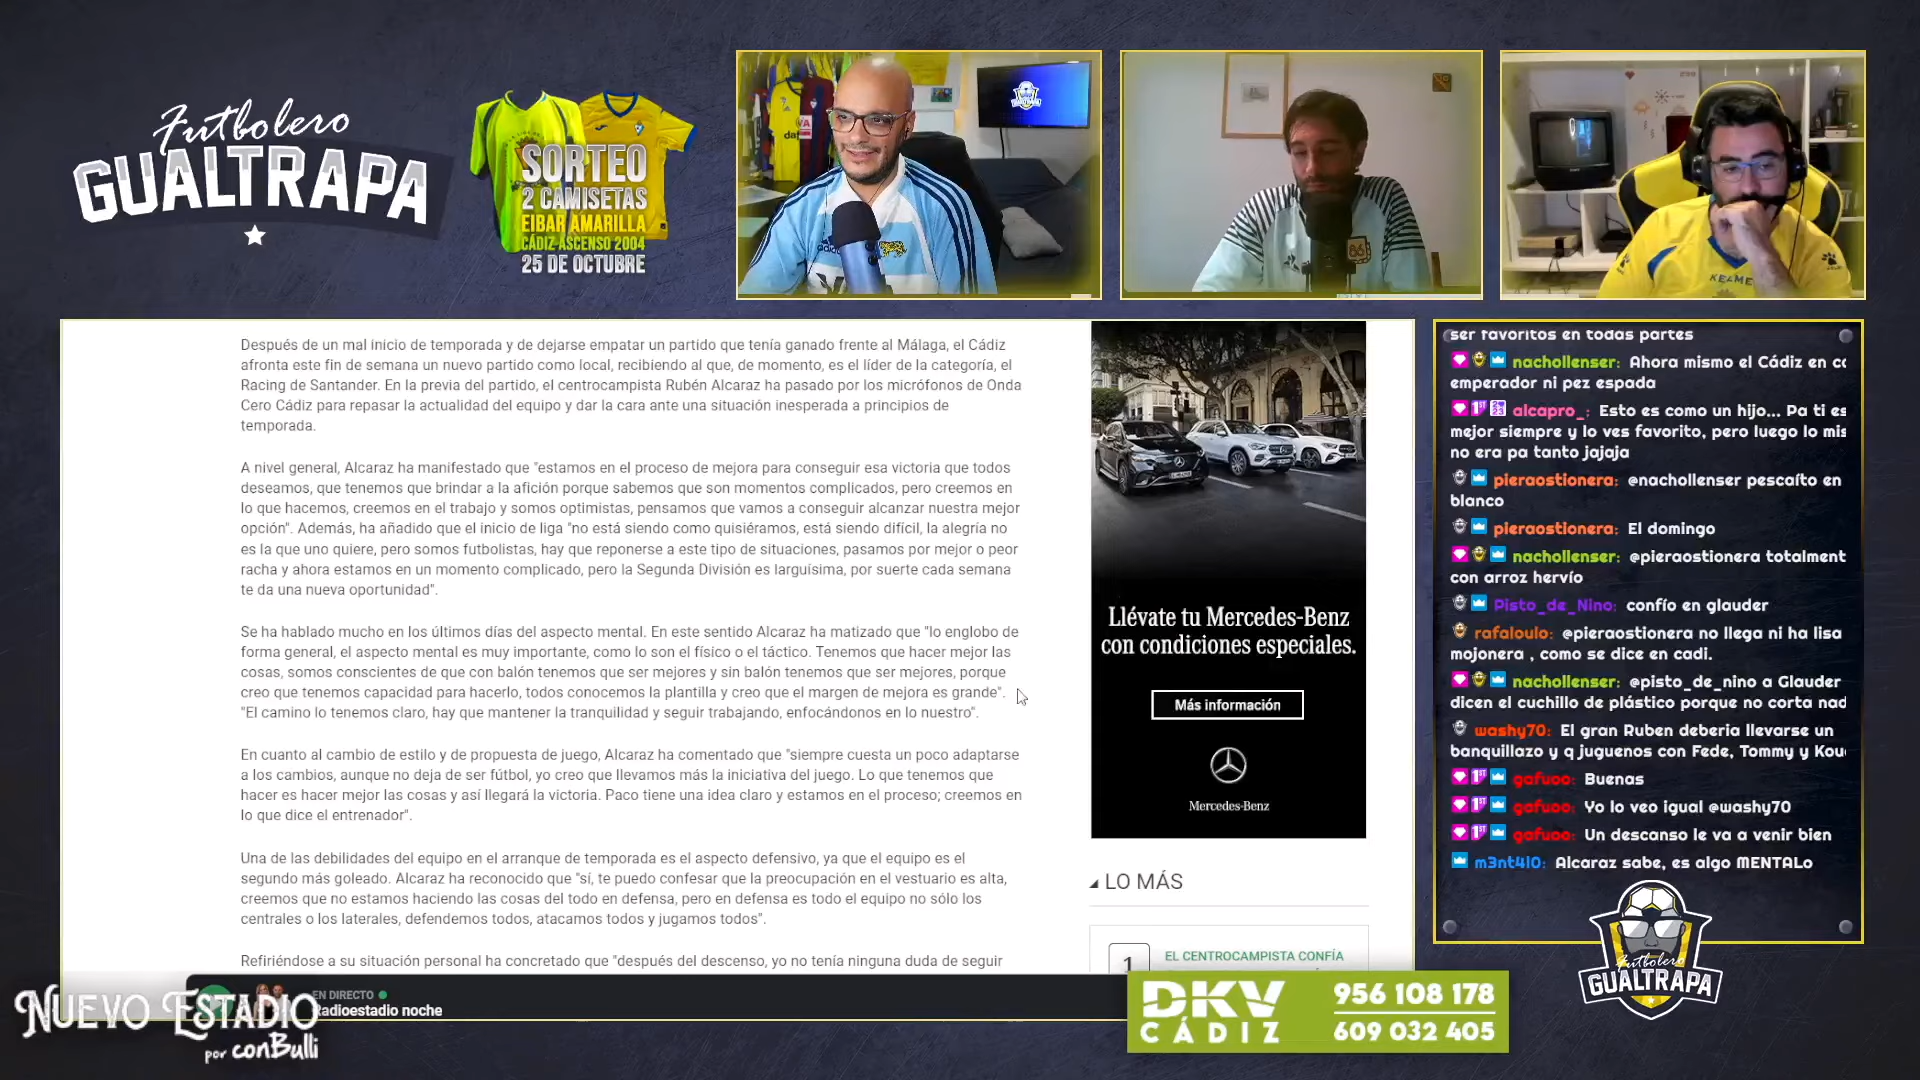 Futbolero
GUALTRAPA
SORTEO
2 CAMISETAS
EIBAR AMARILLA
CÁDIZ ASCENSO 2004
25 DE OCTUBRE
GUALTRAPA
86
KELME
Después de un mal inicio de temporada y de dejarse empatar un partido que tenía ganado frente al Málaga, el Cádiz
afronta este fin de semana un nuevo partido como local, recibiendo al que, de momento, es el líder de la categoría, el
Racing de Santander. En la previa del partido, el centrocampista Rubén Alcaraz ha pasado por los micrófonos de Onda
Cero Cádiz para repasar la actualidad del equipo y dar la cara ante una situación inesperada a principios de
temporada.
A nivel general, Alcaraz ha manifestado que "estamos en el proceso de mejora para conseguir esa victoria que todos
deseamos, que tenemos que brindar a la afición porque sabemos que son momentos complicados, pero creemos en
lo que hacemos, creemos en el trabajo y somos optimistas, pensamos que vamos a conseguir alcanzar nuestra mejor
opción". Además, ha añadido que el inicio de liga "no está siendo como quisiéramos, está siendo difícil, la alegría no
es la que uno quiere, pero somos futbolistas, hay que reponerse a este tipo de situaciones, pasamos por mejor o peor
racha y ahora estamos en un momento complicado, pero la Segunda División es larguísima, por suerte cada semana
te da una nueva oportunidad".
Se ha hablado mucho en los últimos días del aspecto mental. En este sentido Alcaraz ha matizado que "lo englobo de
forma general, el aspecto mental es muy importante, como lo son el físico o el táctico. Tenemos que hacer mejor las
cosas, somos conscientes de que con balón tenemos que ser mejores y sin balón tenemos que ser mejores, porque
creo que tenemos capacidad para hacerlo, todos conocemos la plantilla y creo que el margen de mejora es grande".
"El camino lo tenemos claro, hay que mantener la tranquilidad y seguir trabajando, enfocándonos en lo nuestro".
En cuanto al cambio de estilo y de propuesta de juego, Alcaraz ha comentado que "siempre cuesta un poco adaptarse
a los cambios, aunque no deja de ser fútbol, yo creo que llevamos más la iniciativa del juego. Lo que tenemos que
hacer es hacer mejor las cosas y así llegará la victoria. Paco tiene una idea claro y estamos en el proceso; creemos en
lo que dice el entrenador".
Una de las debilidades del equipo en el arranque de temporada es el aspecto defensivo, ya que el equipo es el
segundo más goleado. Alcaraz ha reconocido que "sí, te puedo confesar que la preocupación en el vestuario es alta,
creemos que no estamos haciendo las cosas del todo en defensa, pero en defensa es todo el equipo no sólo los
centrales o los laterales, defendemos todos, atacamos todos y jugamos todos".
Refiriéndose a su situación personal ha concretado que "después del descenso, yo no tenía ninguna duda de seguir
Llévate tu Mercedes-Benz
con condiciones especiales.
Más información
Mercedes-Benz
LO MÁS
1
EL CENTROCAMPISTA CONFÍA
ser favoritos en todas partes
nachollenser: Ahora mismo el Cádiz en co
emperador ni pez espada
alcapro_: Esto es como un hijo... Pa ti es
mejor siempre y lo ves favorito, pero luego lo mis
no era pa tanto jajaja
pieraostionera: @nachollenser pescaíto en
blanco
pieraostionera: El domingo
nachollenser: @pieraostionera totalment
con arroz hervío
Pisto_de_Nino: confío en glauder
rafaloulo: @pieraostionera no llega ni ha lisa
mojonera , como se dice en cadi.
nachollenser: @pisto_de_nino a Glauder
dicen el cuchillo de plástico porque no corta nad
washy70: El gran Ruben deberia llevarse un
banquillazo y q juguenos con Fede, Tommy y Kou
gafuoo: Buenas
gafuoo: Yo lo veo igual @washy70
gafuoo: Un descanso le va a venir bien
m3nt4l0: Alcaraz sabe, es algo MENTALo
Futbolero
GUALTRAPA
EN DIRECTO
Radioestadio noche
NUEVO ESTADIO
por conBulli
DKV
CÁDIZ
956 108 178
609 032 405